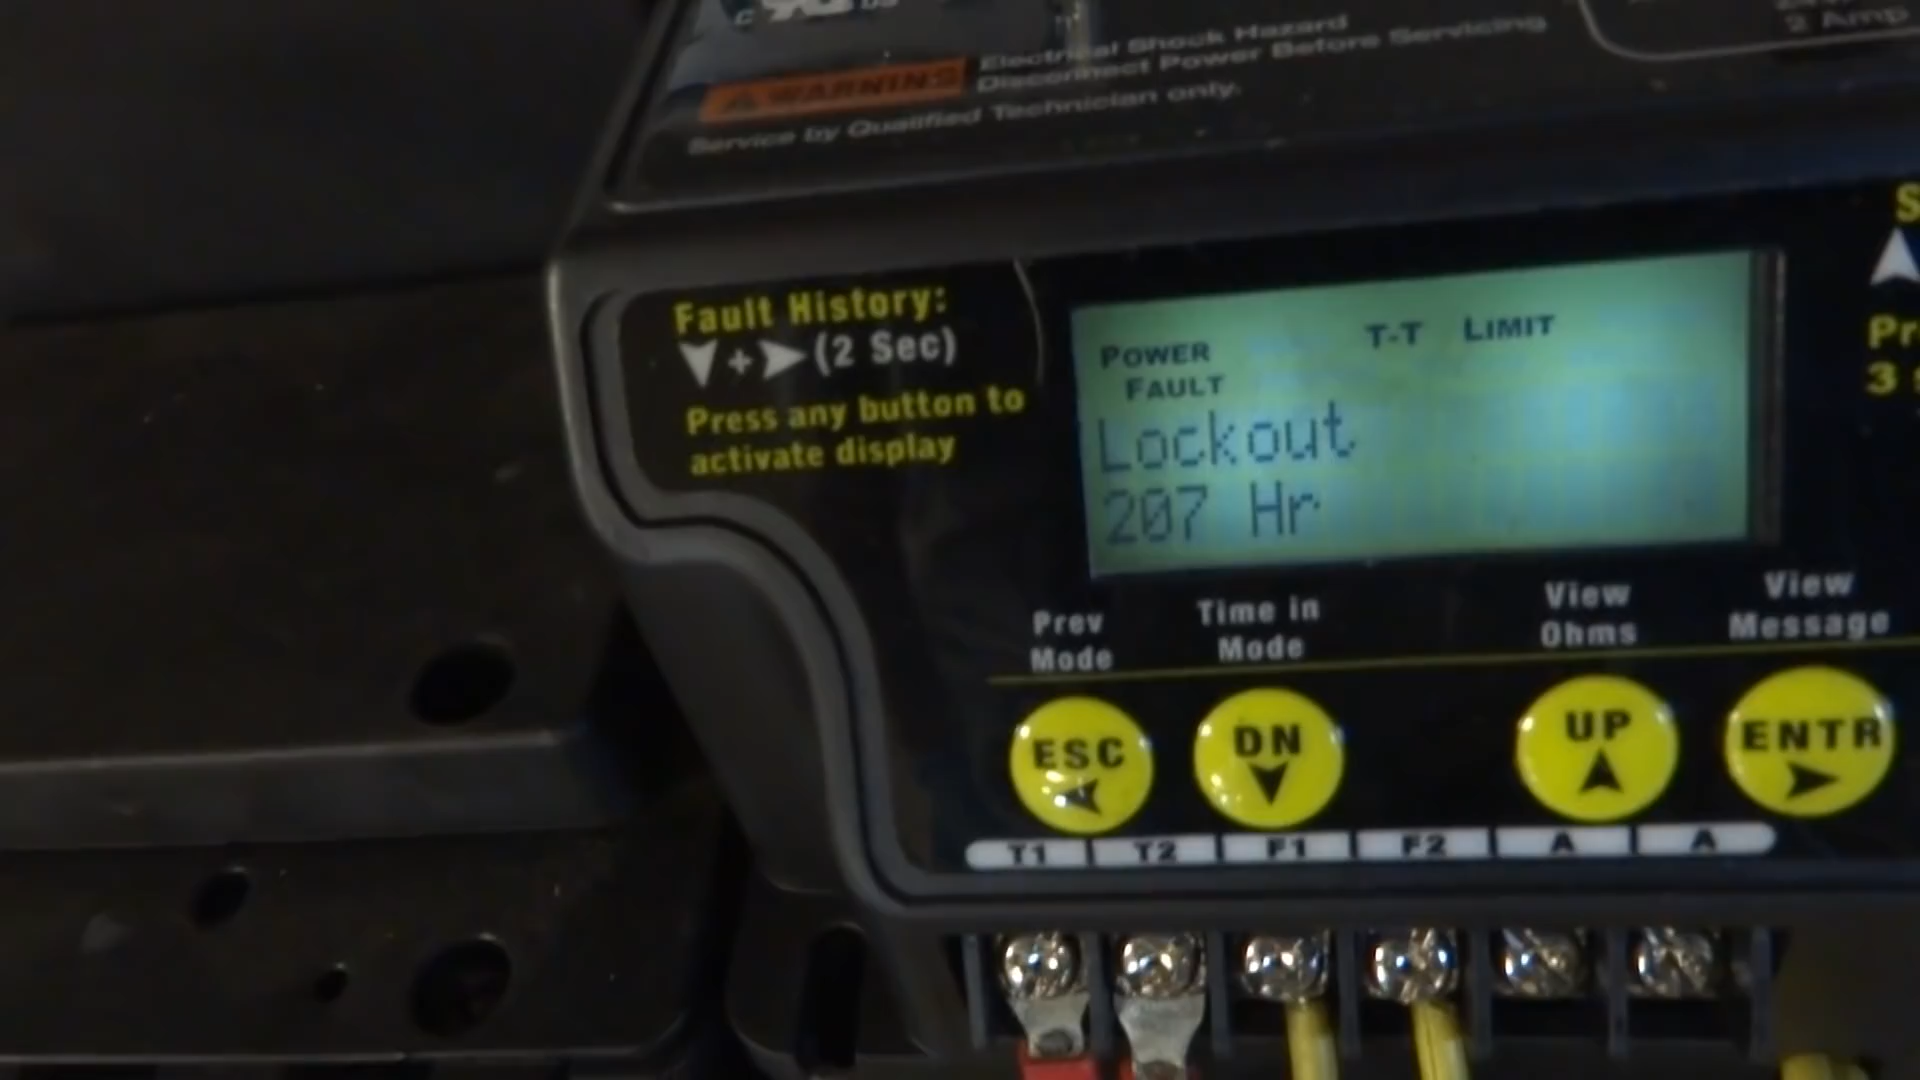 Electrical Shock Hazard
⚠ WARNING Disconnect Power Before Servicing
Service by Qualified Technician only.
2 Amp
Fault History:
+ (2 Sec)
Press any button to
activate display
POWER T-T LIMIT
FAULT
Lockout
207 Hr
3
Prev
Mode
Time in
Mode
View
Ohms
View
Message
ESC
DN
UP
ENTR
T1 T2 F1 F2 A A